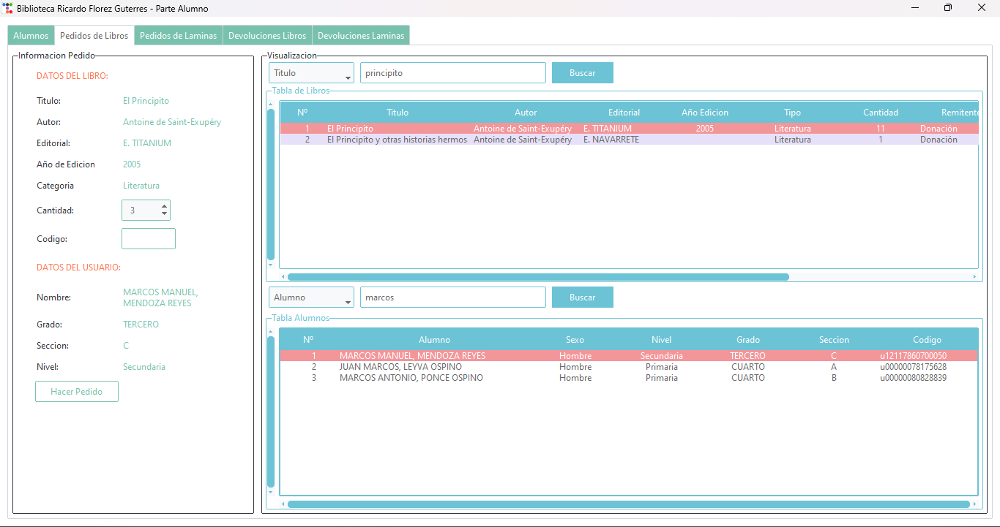 Biblioteca Ricardo Florez Guterres - Parte Alumno
Alumnos Pedidos de Libros Pedidos de Laminas Devoluciones Libros Devoluciones Laminas
Informacion Pedido
DATOS DEL LIBRO:
Titulo: El Principito
Autor: Antoine de Saint-Exupéry
Editorial: E. TITANIUM
Año de Edicion 2005
Categoria Literatura
Cantidad: 3
Codigo:
DATOS DEL USUARIO:
Nombre: MARCOS MANUEL,
MENDOZA REYES
Grado: TERCERO
Seccion: C
Nivel: Secundaria
Hacer Pedido
Visualizacion
Titulo principito Buscar
Tabla de Libros
Nº Titulo Autor Editorial Año Edicion Tipo Cantidad Remitente
1 El Principito Antoine de Saint-Exupéry E. TITANIUM 2005 Literatura 11 Donación
2 El Principito y otras historias hermos Antoine de Saint-Exupéry E. NAVARRETE Literatura 1 Donación
Alumno marcos Buscar
Tabla Alumnos
Nº Alumno Sexo Nivel Grado Seccion Codigo
1 MARCOS MANUEL, MENDOZA REYES Hombre Secundaria TERCERO C u12117860700050
2 JUAN MARCOS, LEYVA OSPINO Hombre Primaria CUARTO A u00000078175628
3 MARCOS ANTONIO, PONCE OSPINO Hombre Primaria CUARTO B u00000080828839